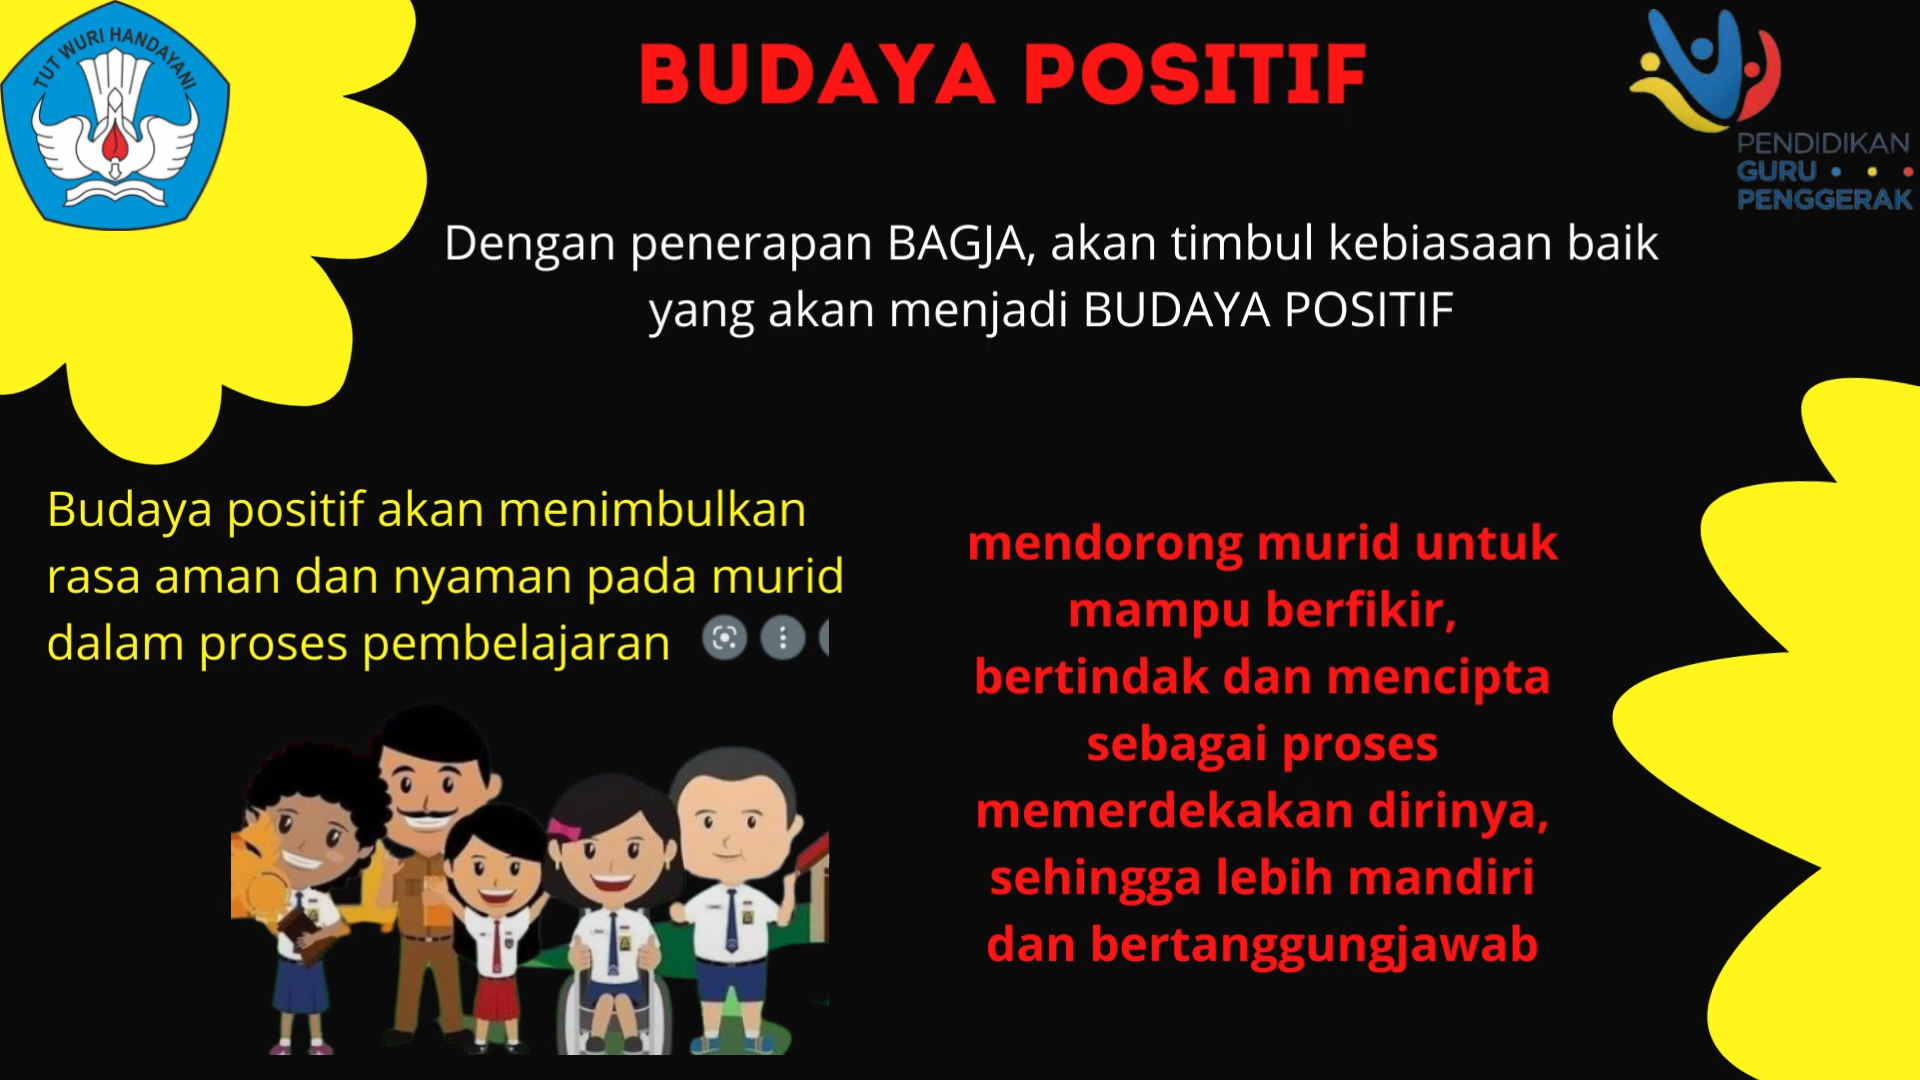 TUT WURI HANDAYANI
BUDAYA POSITIF
PENDIDIKAN
GURU
PENGGERAK
Dengan penerapan BAGJA, akan timbul kebiasaan baik
yang akan menjadi BUDAYA POSITIF
Budaya positif akan menimbulkan
rasa aman dan nyaman pada murid
dalam proses pembelajaran
mendorong murid untuk
mampu berfikir,
bertindak dan mencipta
sebagai proses
memerdekakan dirinya,
sehingga lebih mandiri
dan bertanggungjawab